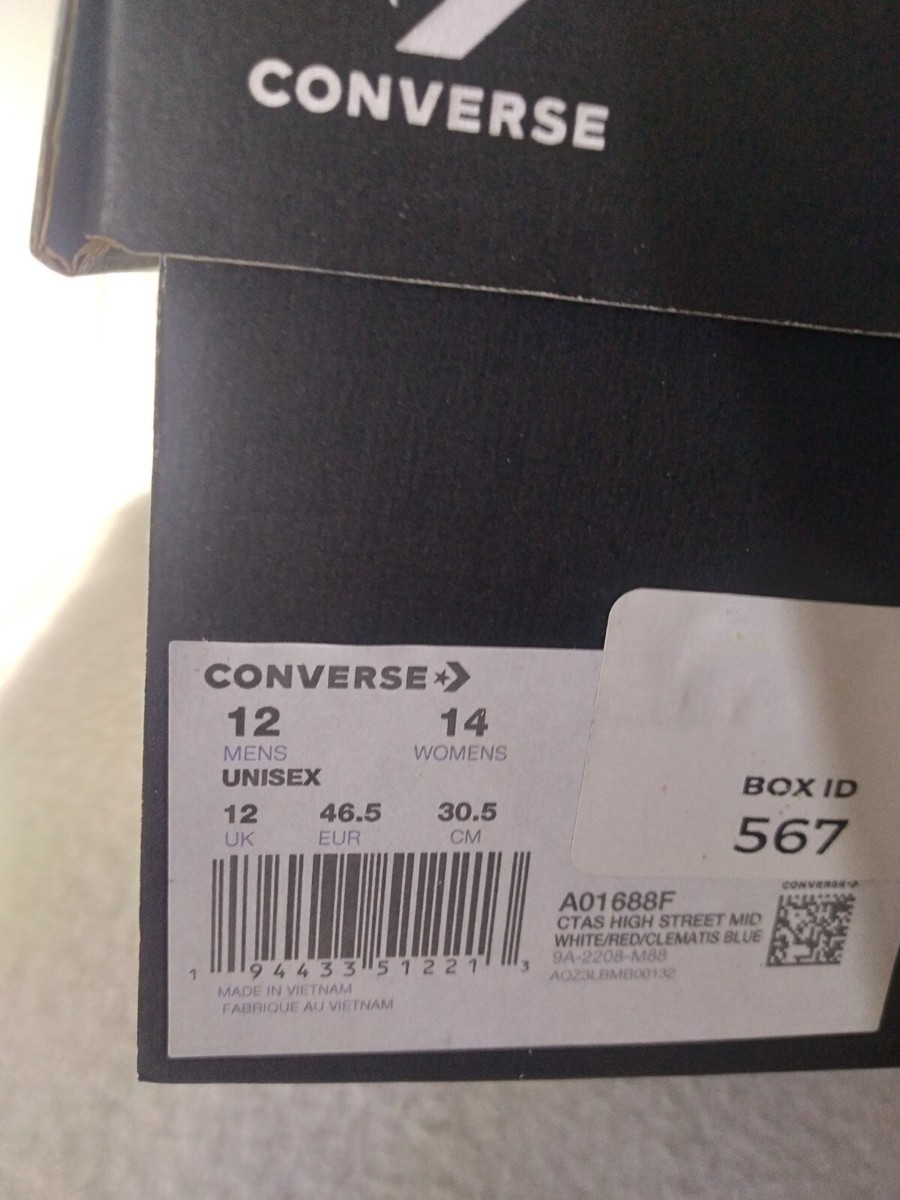 CONVERSE
CONVERSE
12 14
MENS WOMENS
UNISEX
12 46.5 30.5
UK EUR CM
BOX ID
567
CONVERSE
A01688F
CTAS HIGH STREET MID
WHITE/RED/CLEMATIS BLUE
9A-2208-M88
AOZ3LBMB00132
1 94433 51221 3
MADE IN VIETNAM
FABRIQUE AU VIETNAM